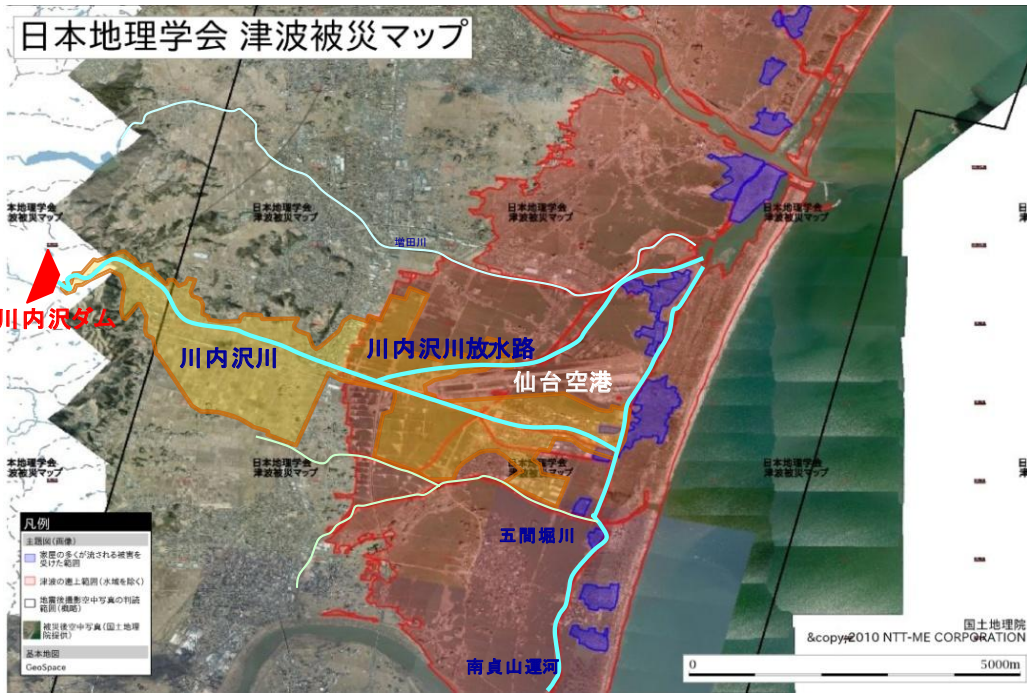 日本地理学会 津波被災マップ
本地理学会
波被災マップ
日本地理学会
津波被災マップ
日本地理学会
津波被災マップ
日本地理学会
津波被災マップ
日
津
増田川
川内沢ダム
川内沢川
川内沢川放水路
仙台空港
本地理学会
波被災マップ
日本地理学会
津波被災マップ
日本地理学会
津波被災マップ
日本地理学会
津波被災マップ
日
津
五間堀川
南貞山運河
凡例
主題図(画像)
家屋の多くが流される被害を
受けた範囲
津波の遡上範囲(水域を除く)
地震後撮影空中写真の判読
範囲(概略)
被災後空中写真(国土地理
院提供)
基本地図
GeoSpace
国土地理院
&copy;2010 NTT-ME CORPORATION
0 5000m